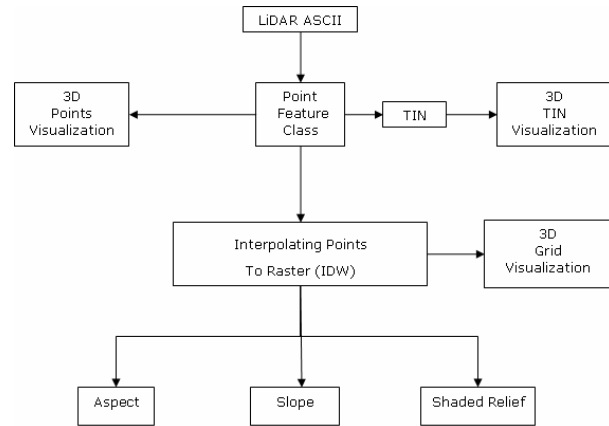 LiDAR ASCII
3D
Points
Visualization
Point
Feature
Class
TIN
3D
TIN
Visualization
Interpolating Points
To Raster (IDW)
3D
Grid
Visualization
Aspect
Slope
Shaded Relief